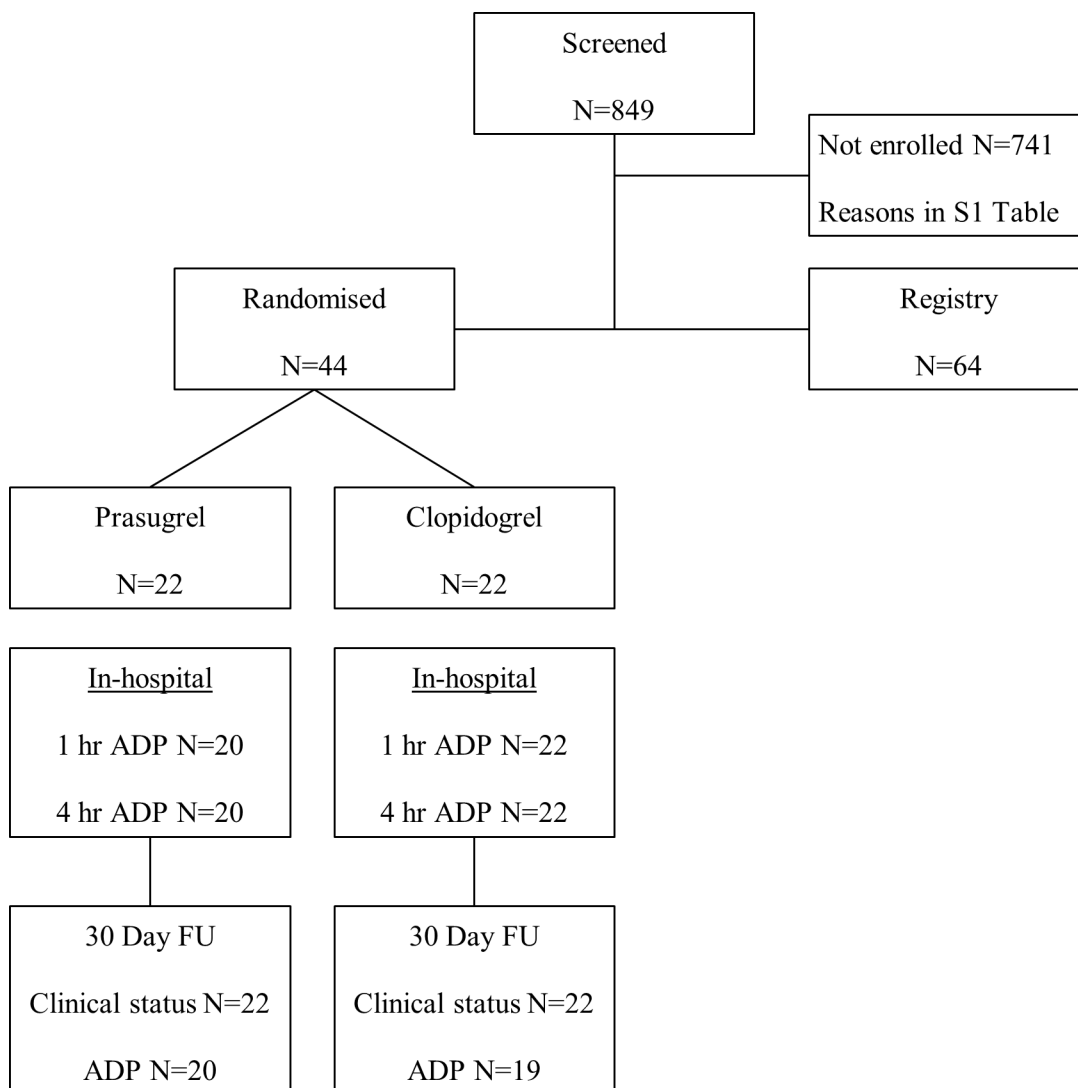 Screened
N=849
Not enrolled N=741
Reasons in S1 Table
Randomised
N=44
Registry
N=64
Prasugrel
N=22
Clopidogrel
N=22
In-hospital
1 hr ADP N=20
4 hr ADP N=20
In-hospital
1 hr ADP N=22
4 hr ADP N=22
30 Day FU
Clinical status N=22
ADP N=20
30 Day FU
Clinical status N=22
ADP N=19